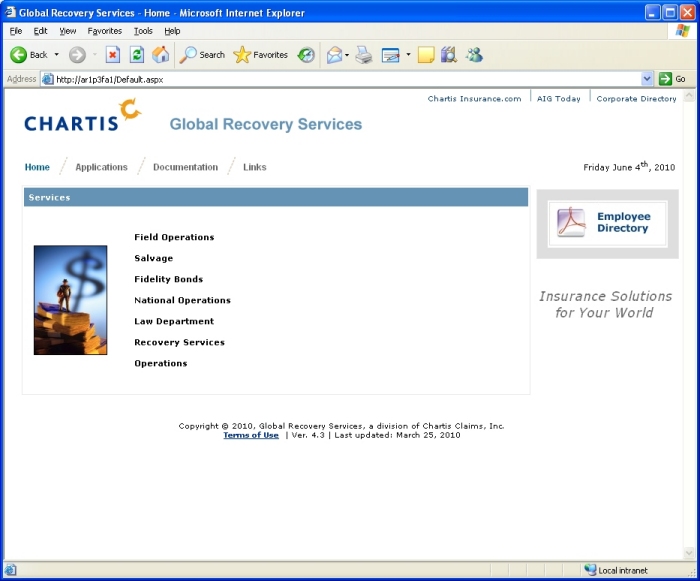 Global Recovery Services - Home - Microsoft Internet Explorer
File Edit View Favorites Tools Help
Back Search Favorites
Address http://ar1p3fa1/Default.aspx Go
Chartis Insurance.com AIG Today Corporate Directory
CHARTIS Global Recovery Services
Home Applications Documentation Links Friday June 4th, 2010
Services
Employee
Directory
Field Operations
Salvage
Fidelity Bonds
National Operations
Law Department
Recovery Services
Operations
Insurance Solutions
for Your World
Copyright © 2010, Global Recovery Services, a division of Chartis Claims, Inc.
Terms of Use | Ver. 4.3 | Last updated: March 25, 2010
Local intranet